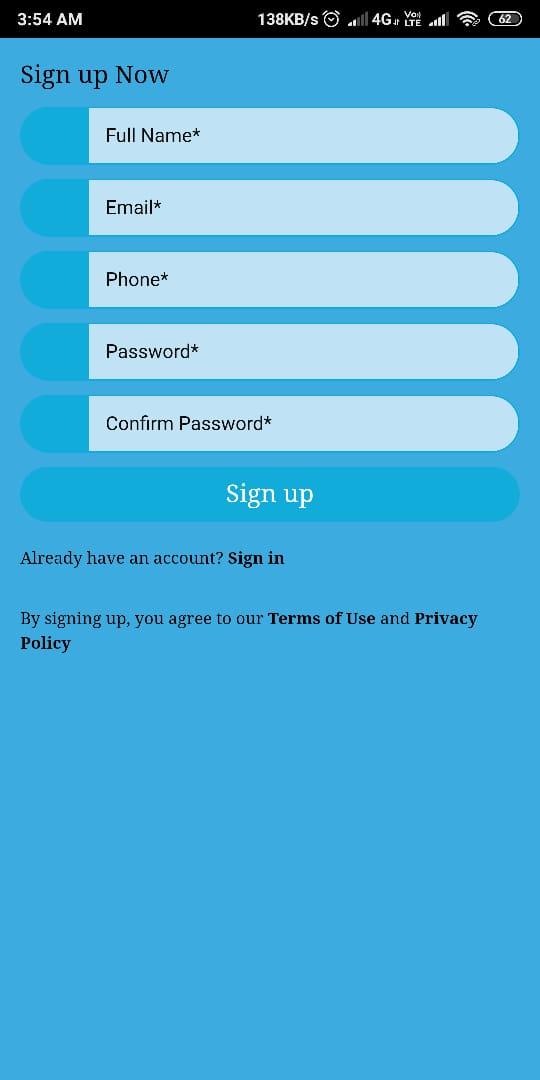 3:54 AM 138KB/s 4G Vo)) LTE 62
Sign up Now
Full Name*
Email*
Phone*
Password*
Confirm Password*
Sign up
Already have an account? Sign in
By signing up, you agree to our Terms of Use and Privacy
Policy